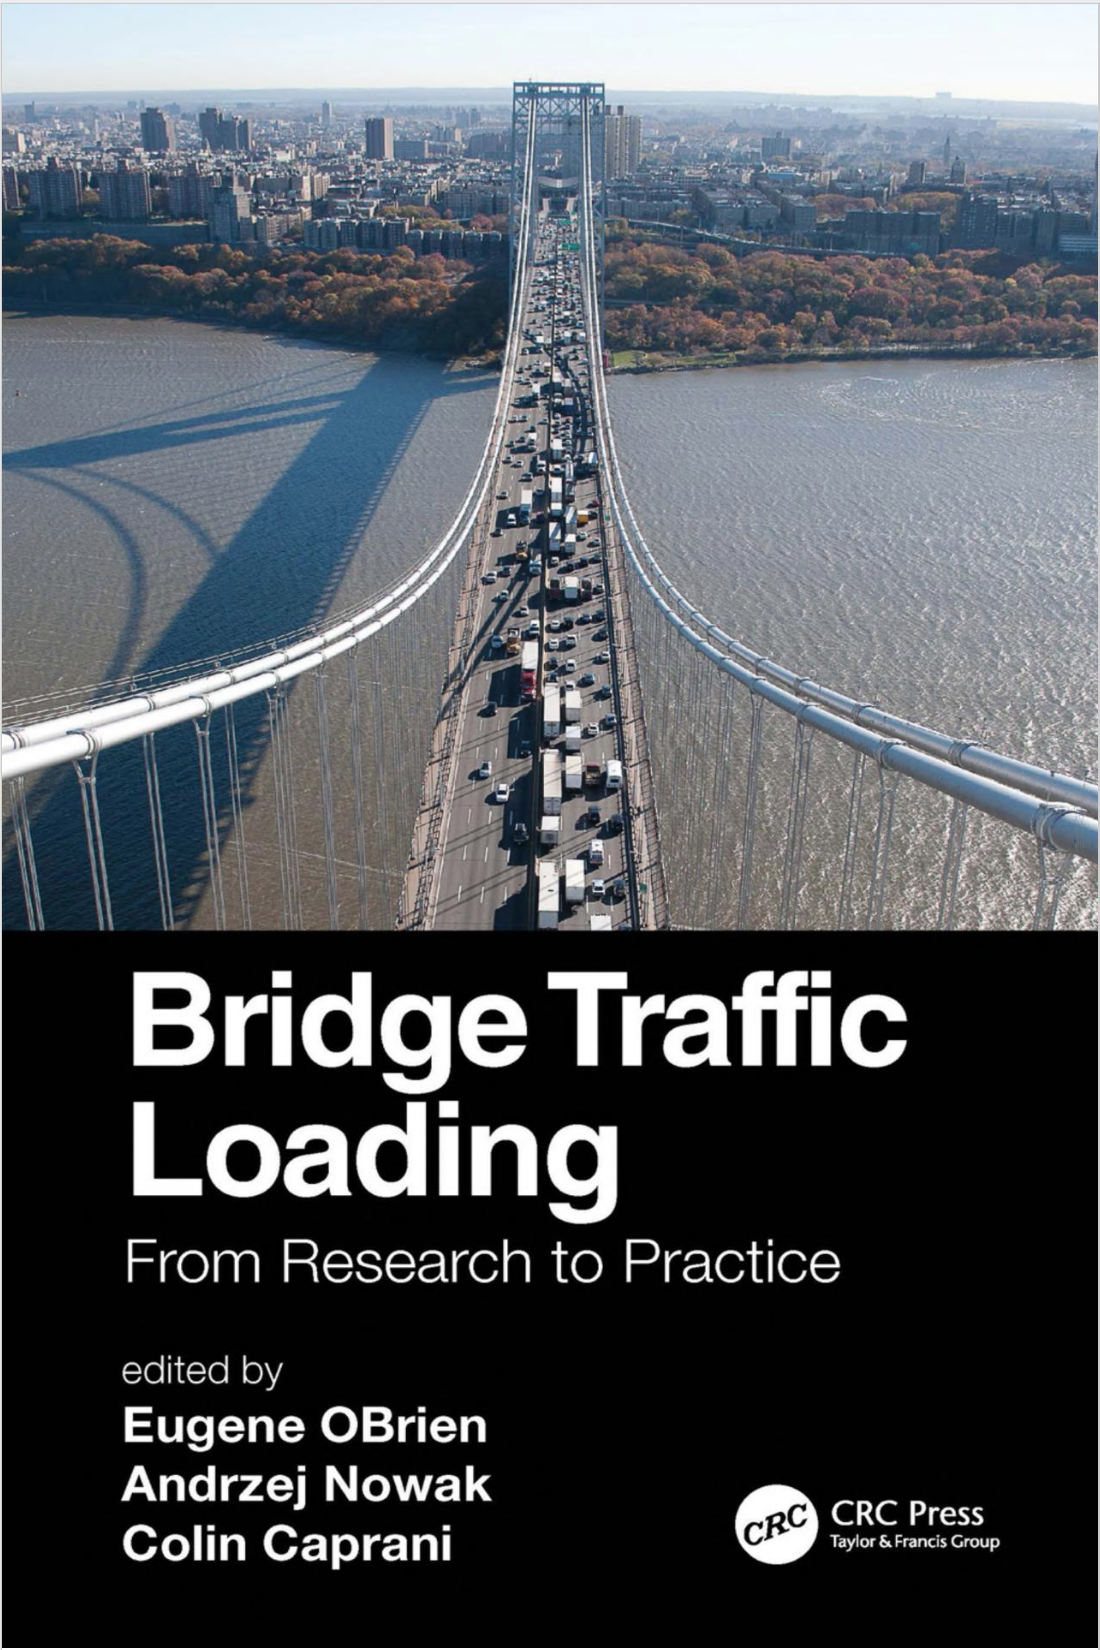 Bridge Traffic
Loading
From Research to Practice
edited by
Eugene OBrien
Andrzej Nowak
Colin Caprani
CRC
CRC Press
Taylor & Francis Group